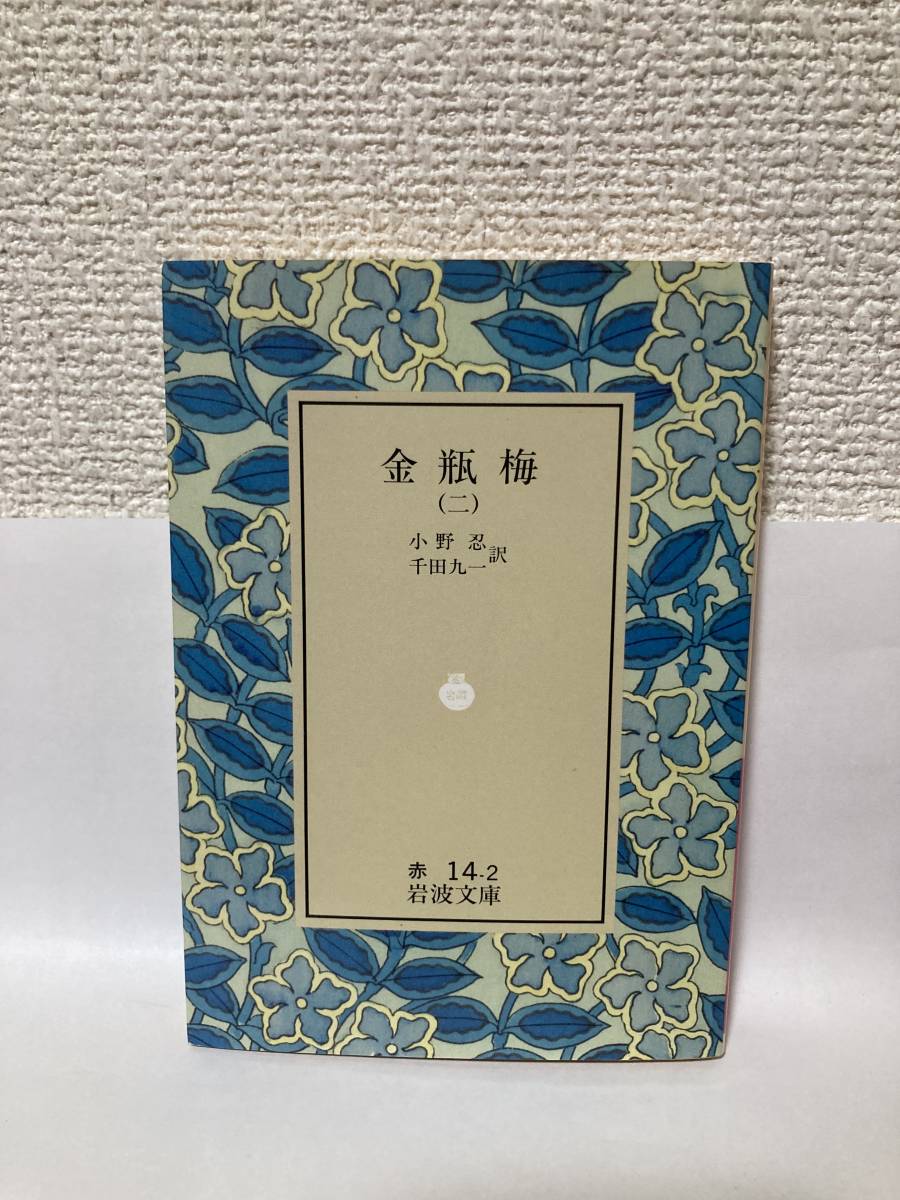 金瓶梅
(二)
小野忍
千田九一訳
赤 14-2
岩波文庫